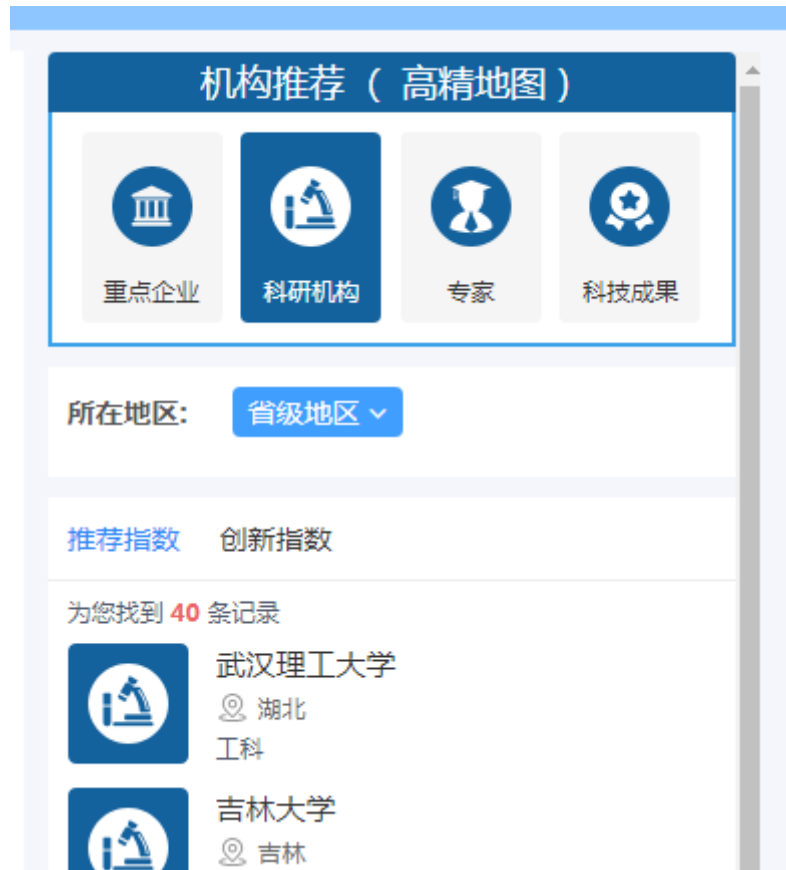 机构推荐 ( 高精地图 )
重点企业 科研机构 专家 科技成果
所在地区: 省级地区
推荐指数 创新指数
为您找到 40 条记录
武汉理工大学
湖北
工科
吉林大学
吉林